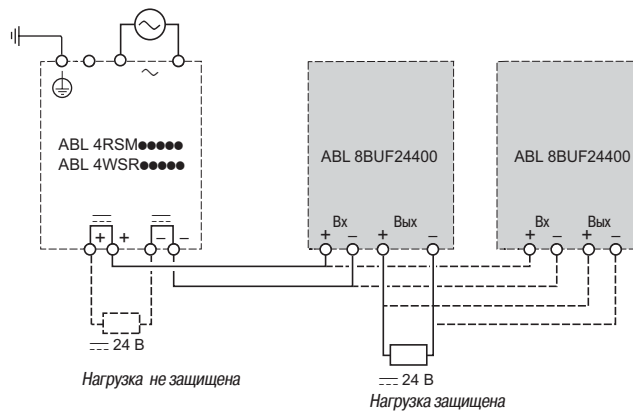 ~
ABL 4RSM●●●●●
ABL 4WSR●●●●●
+ + – –
24 В
Нагрузка не защищена
ABL 8BUF24400
Вх Вых
+ – + –
24 В
Нагрузка защищена
ABL 8BUF24400
Вх Вых
+ – + –